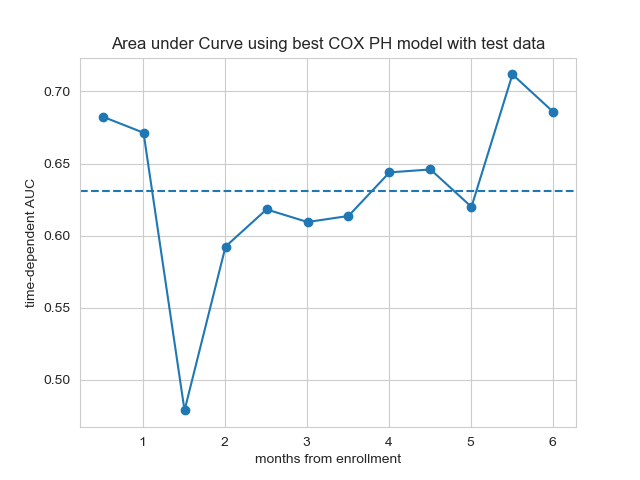 Area under Curve using best COX PH model with test data
time-dependent AUC
0.70
0.65
0.60
0.55
0.50
1 2 3 4 5 6
months from enrollment